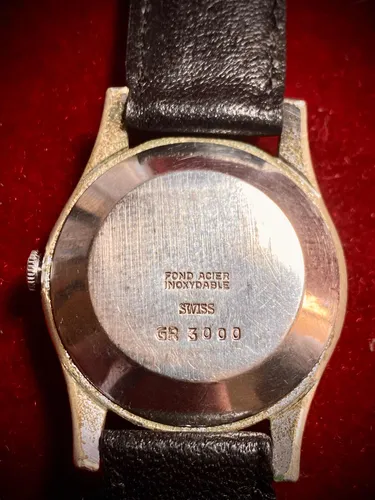 FOND ACIER
INOXYDABLE
SWISS
GR 3000